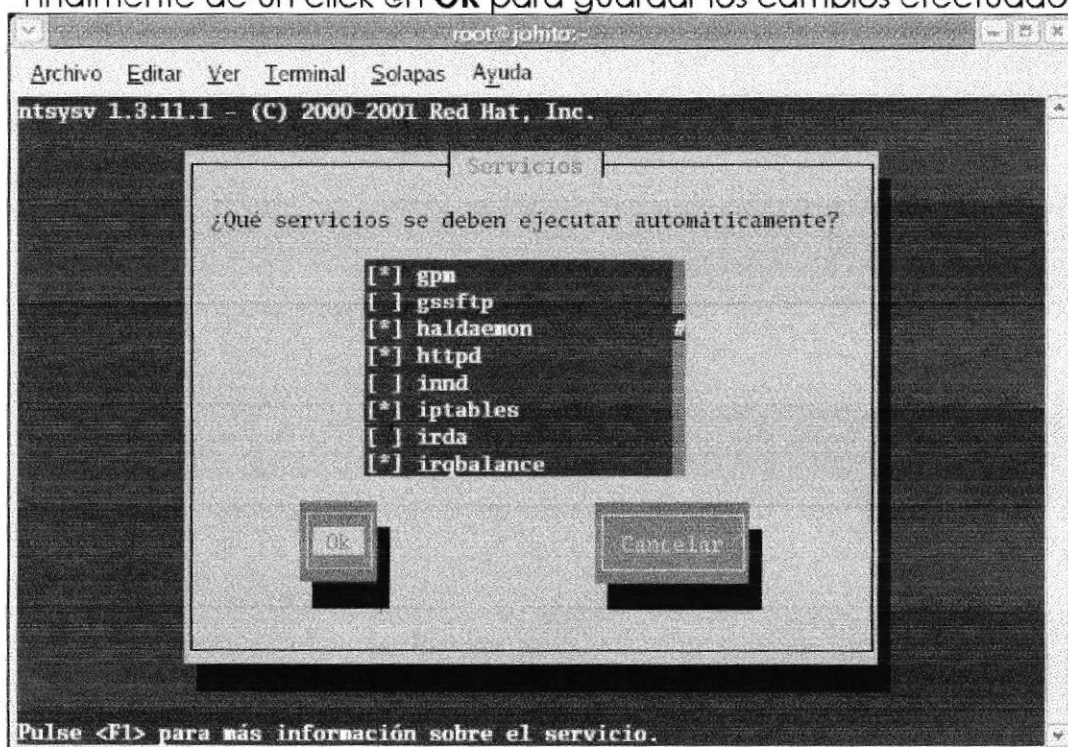 Finalmente de un click en Ok para guardar los cambios efectuado
root@johto:~
Archivo Editar Ver Terminal Solapas Ayuda
ntsysv 1.3.11.1 - (C) 2000-2001 Red Hat, Inc.
Servicios
¿Qué servicios se deben ejecutar automáticamente?
[*] gpm
[ ] gssftp
[*] haldaemon #
[*] httpd
[ ] innd
[*] iptables
[ ] irda
[*] irqbalance
Ok Cancelar
Pulse <F1> para más información sobre el servicio.